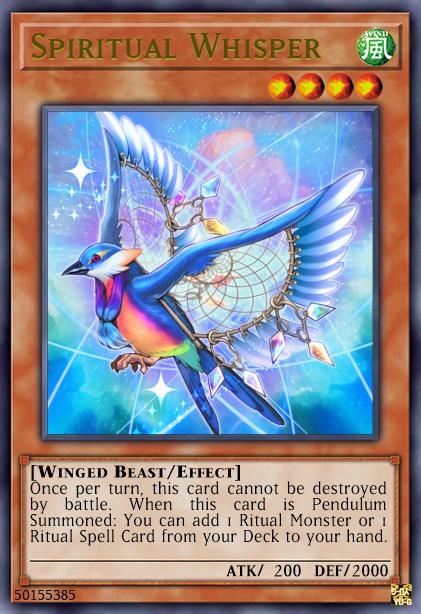 Spiritual Whisper
WIND
風
[Winged Beast/Effect]
Once per turn, this card cannot be destroyed
by battle. When this card is Pendulum
Summoned: You can add 1 Ritual Monster or 1
Ritual Spell Card from your Deck to your hand.
ATK/ 200 DEF/2000
50155385